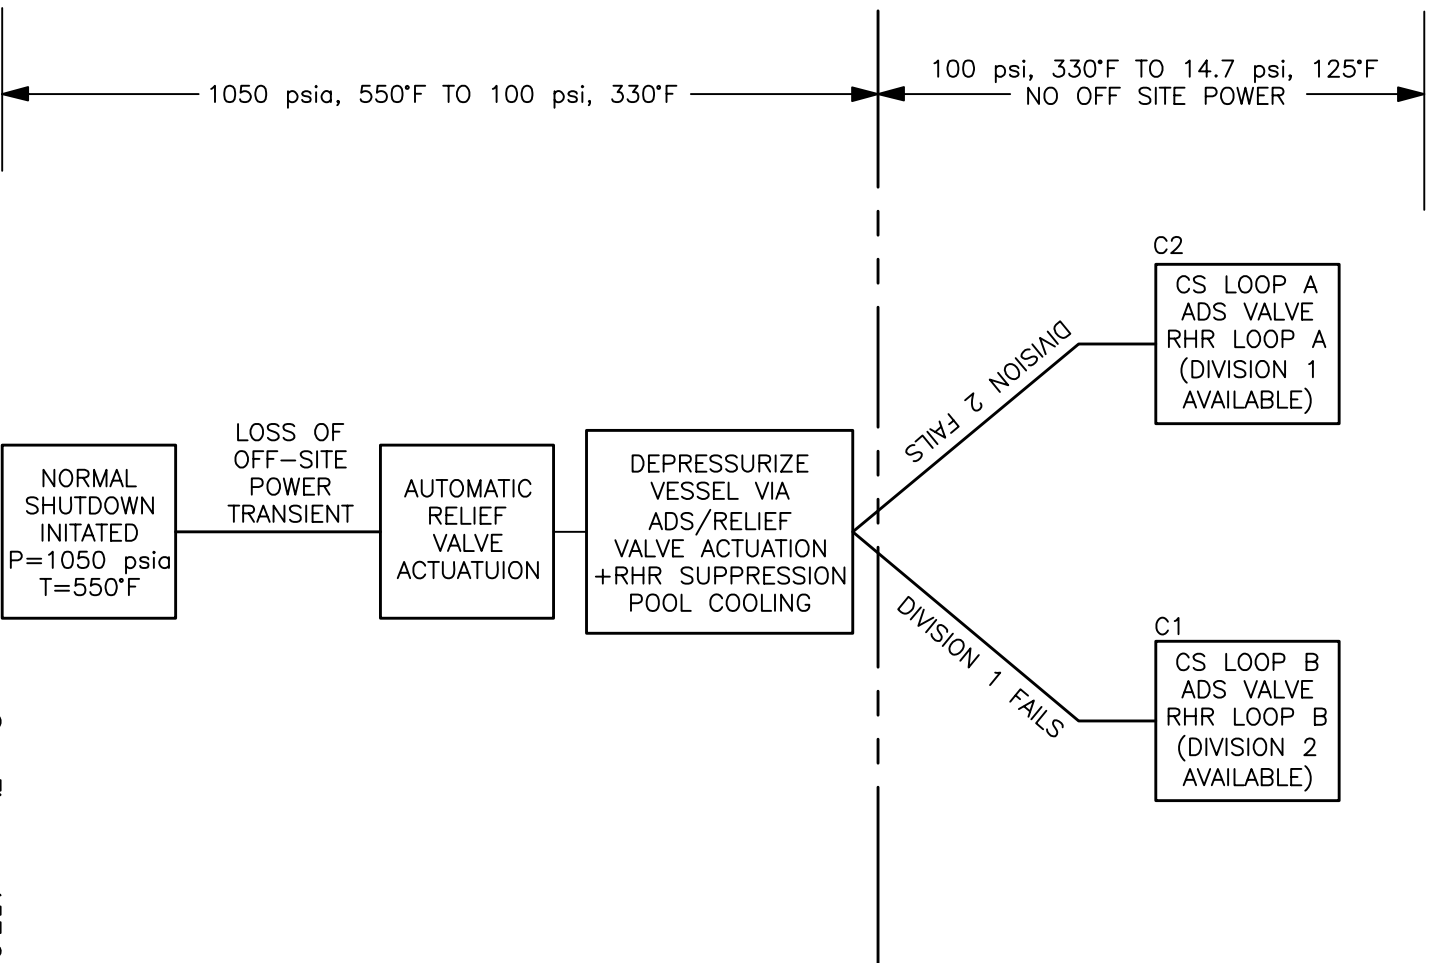 1050 psia, 550°F TO 100 psi, 330°F
100 psi, 330°F TO 14.7 psi, 125°F
NO OFF SITE POWER
NORMAL
SHUTDOWN
INITATED
P=1050 psia
T=550°F
LOSS OF
OFF-SITE
POWER
TRANSIENT
AUTOMATIC
RELIEF
VALVE
ACTUATUION
DEPRESSURIZE
VESSEL VIA
ADS/RELIEF
VALVE ACTUATION
+RHR SUPPRESSION
POOL COOLING
DIVISION 2 FAILS
C2
CS LOOP A
ADS VALVE
RHR LOOP A
(DIVISION 1
AVAILABLE)
DIVISION 1 FAILS
C1
CS LOOP B
ADS VALVE
RHR LOOP B
(DIVISION 2
AVAILABLE)